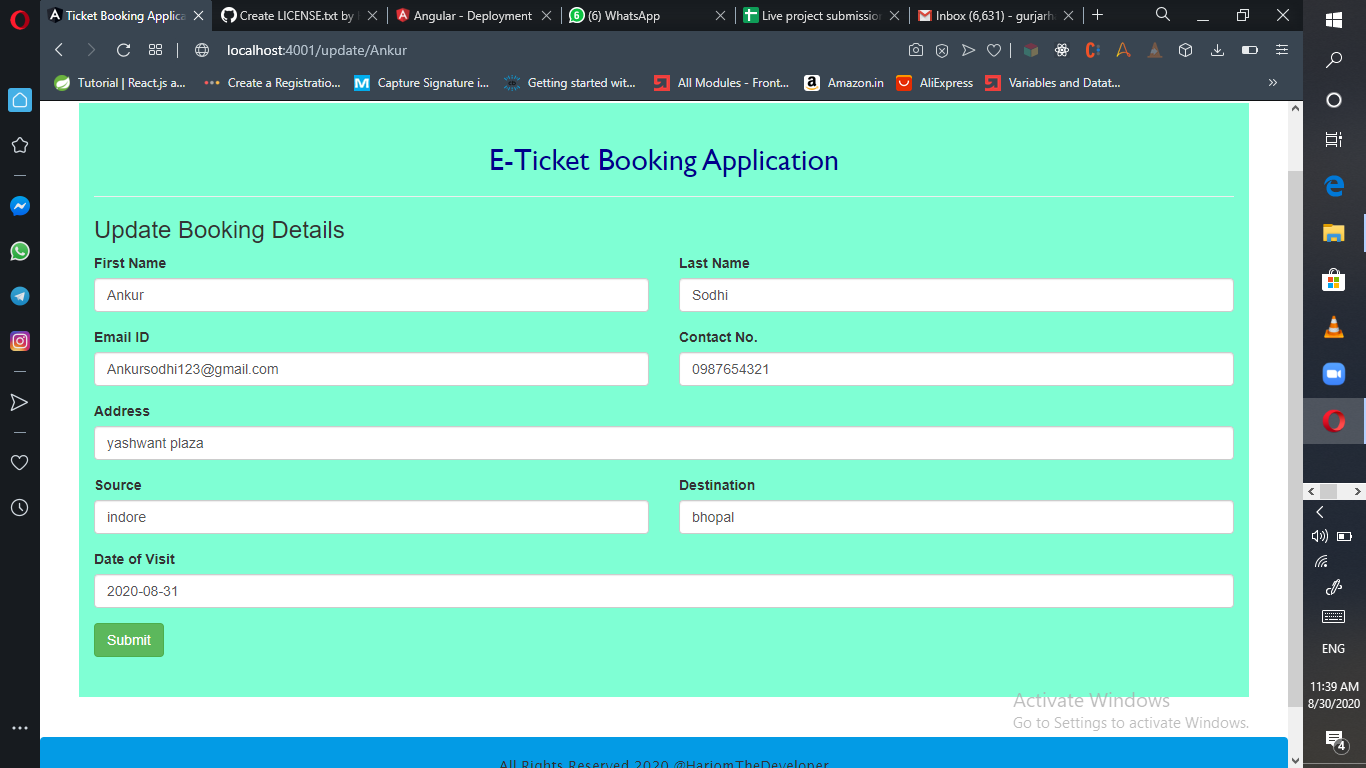 Ticket Booking Applica
Create LICENSE.txt by
Angular - Deployment
6 (6) WhatsApp
Live project submission
Inbox (6,631) - gurjarh
localhost:4001/update/Ankur
Tutorial | React.js a...
Create a Registratio...
M Capture Signature i...
Getting started wit...
All Modules - Front...
a Amazon.in
AliExpress
Variables and Datat...
»
E-Ticket Booking Application
Update Booking Details
First Name Last Name
Ankur Sodhi
Email ID Contact No.
Ankursodhi123@gmail.com 0987654321
Address
yashwant plaza
Source Destination
indore bhopal
Date of Visit
2020-08-31
Submit
Activate Windows
Go to Settings to activate Windows.
All Rights Reserved 2020 @HariomTheDeveloper
ENG
11:39 AM
8/30/2020
4